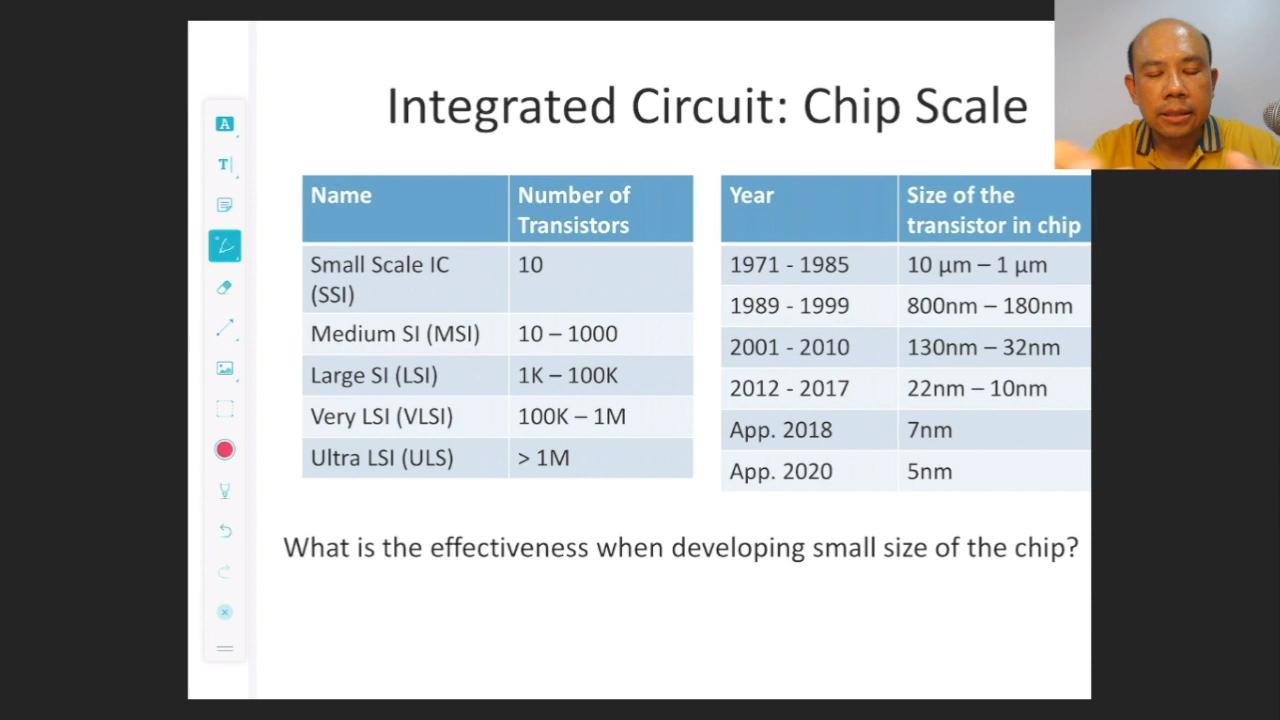 Integrated Circuit: Chip Scale
Name
Number of
Transistors
Small Scale IC
(SSI)
10
Medium SI (MSI)
10 – 1000
Large SI (LSI)
1K – 100K
Very LSI (VLSI)
100K – 1M
Ultra LSI (ULS)
> 1M
Year
Size of the
transistor in chip
1971 - 1985
10 µm – 1 µm
1989 - 1999
800nm – 180nm
2001 - 2010
130nm – 32nm
2012 - 2017
22nm – 10nm
App. 2018
7nm
App. 2020
5nm
What is the effectiveness when developing small size of the chip?
A
T